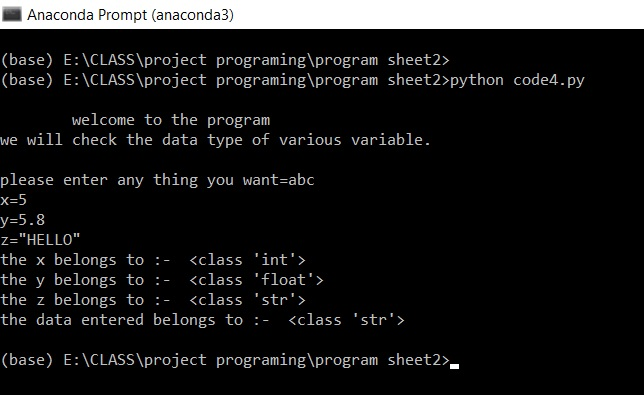 Anaconda Prompt (anaconda3)
(base) E:\CLASS\project programing\program sheet2>
(base) E:\CLASS\project programing\program sheet2>python code4.py
welcome to the program
we will check the data type of various variable.
please enter any thing you want=abc
x=5
y=5.8
z="HELLO"
the x belongs to :-  <class 'int'>
the y belongs to :-  <class 'float'>
the z belongs to :-  <class 'str'>
the data entered belongs to :-  <class 'str'>
(base) E:\CLASS\project programing\program sheet2>